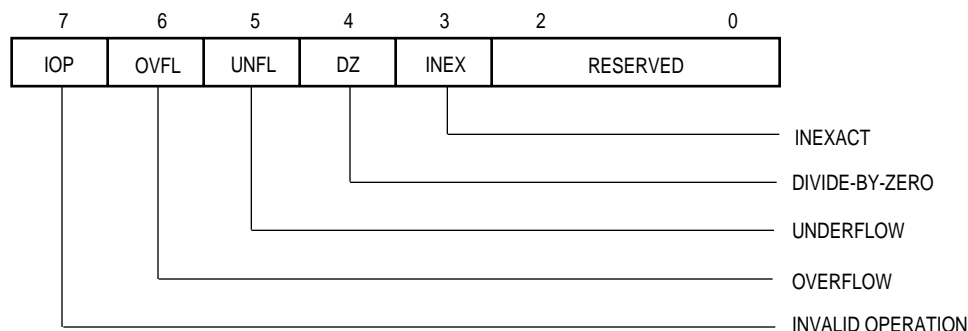 7 6 5 4 3 2 0
IOP OVFL UNFL DZ INEX RESERVED
INEXACT
DIVIDE-BY-ZERO
UNDERFLOW
OVERFLOW
INVALID OPERATION